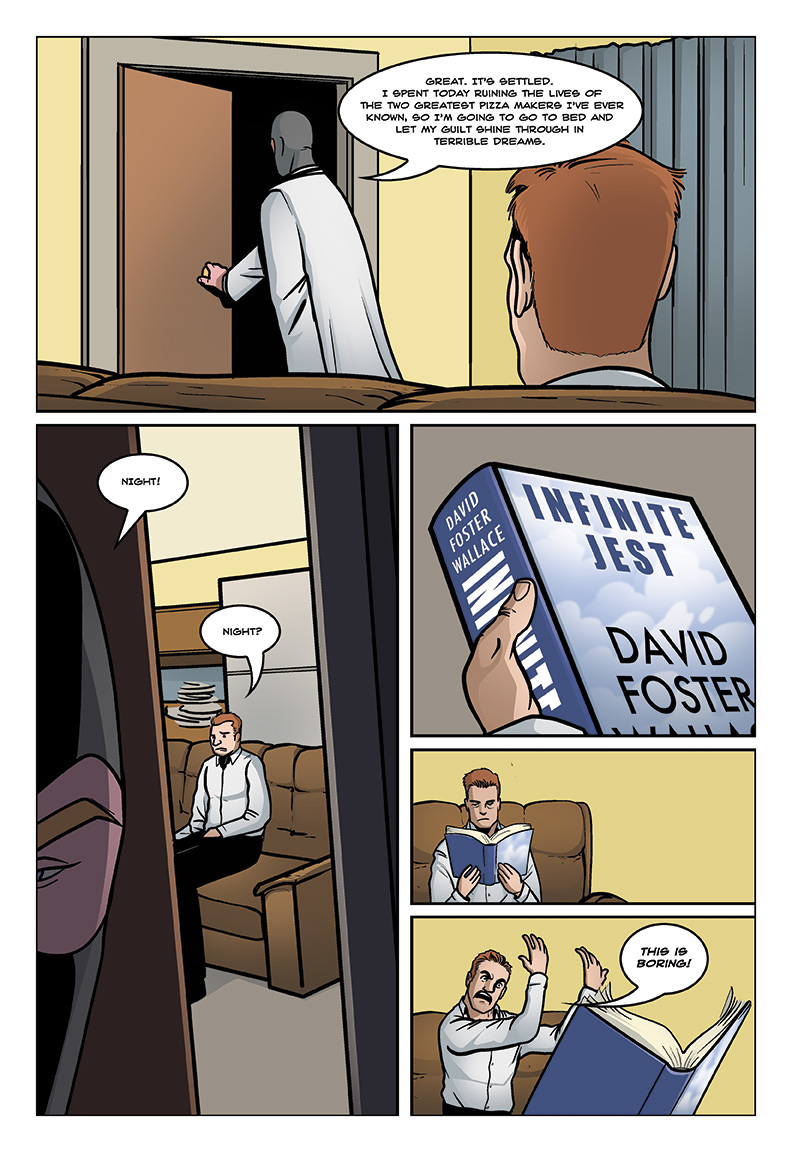 GREAT. IT'S SETTLED.
I SPENT TODAY RUINING THE LIVES OF
THE TWO GREATEST PIZZA MAKERS I'VE EVER
KNOWN, SO I'M GOING TO GO TO BED AND
LET MY GUILT SHINE THROUGH IN
TERRIBLE DREAMS.
NIGHT!
NIGHT?
DAVID
FOSTER
WALLACE
INFINITE
JEST
DAVID
FOSTER
THIS IS
BORING!